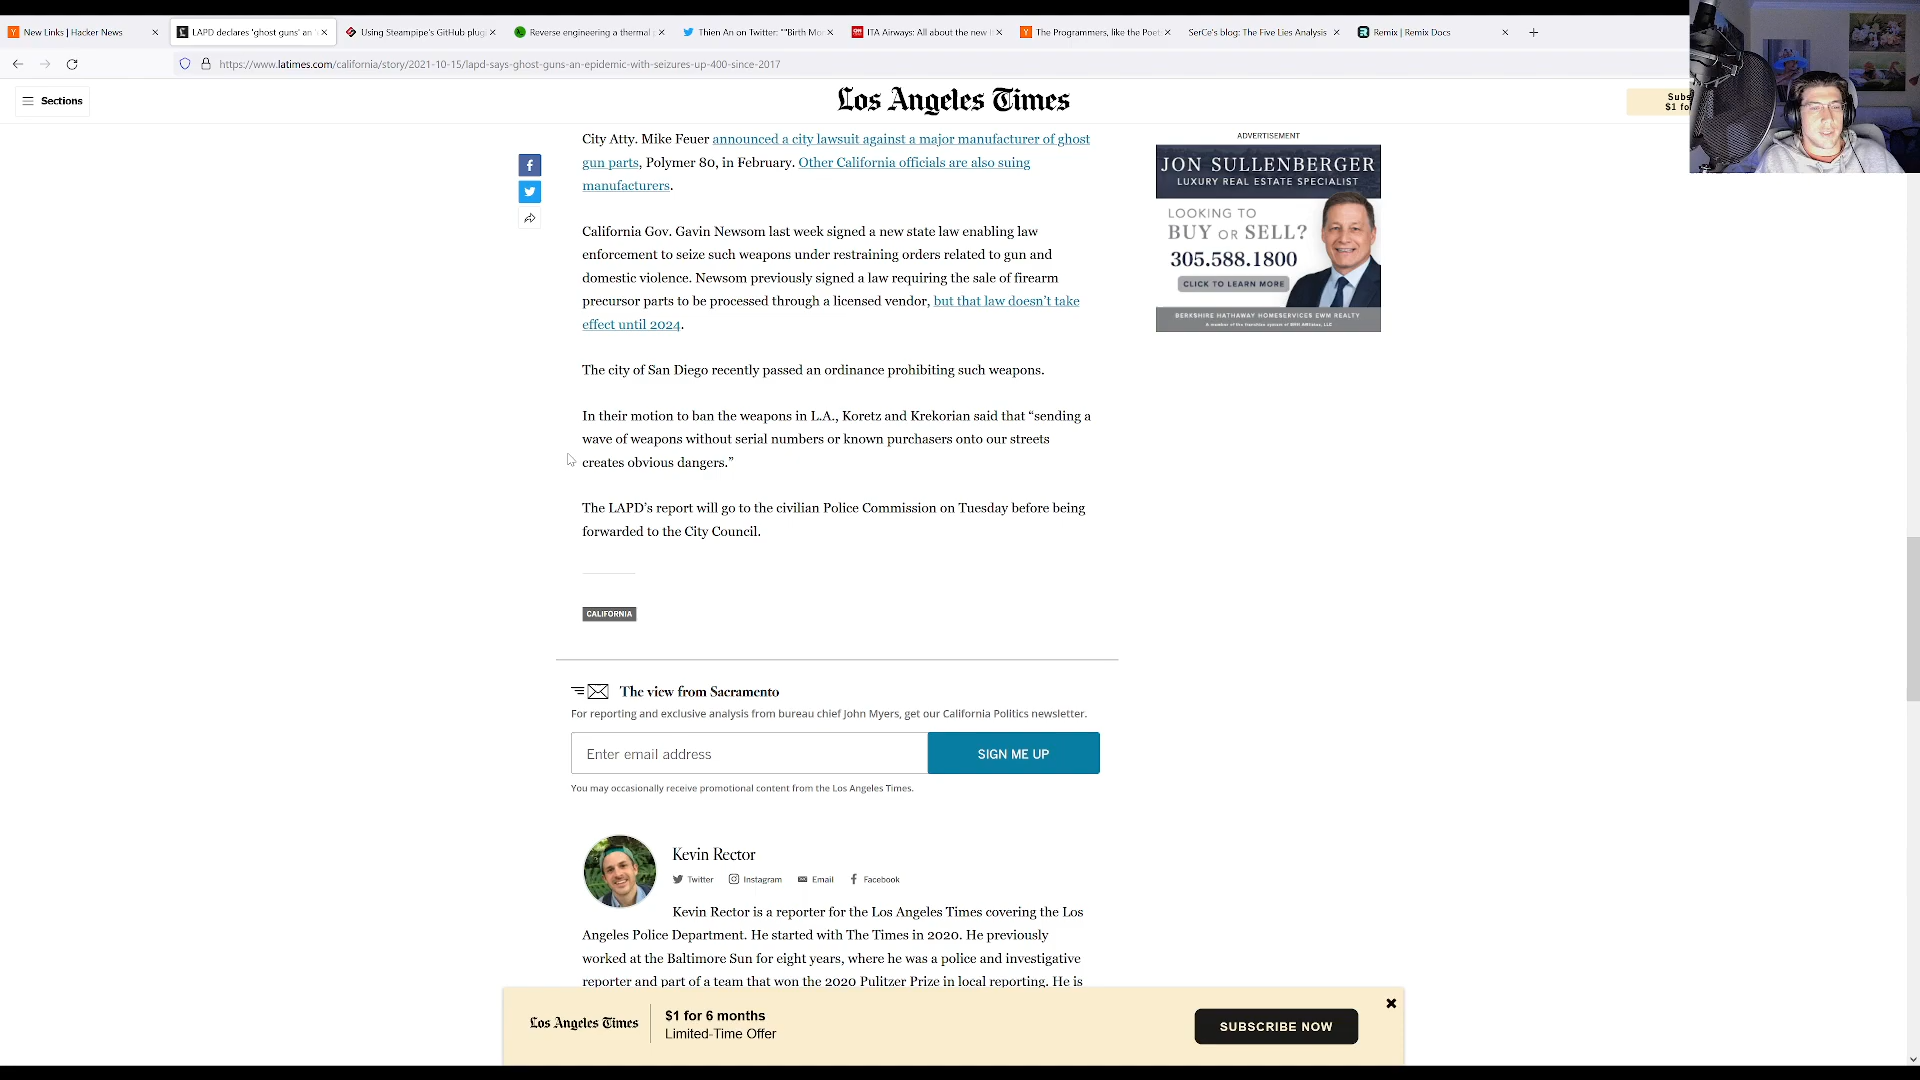 New Links | Hacker News
LAPD declares 'ghost guns' an '
Using Steampipe's GitHub plugi
Reverse engineering a thermal p
Thien An on Twitter: ""Birth Mo
ITA Airways: All about the new I
The Programmers, like the Poet
SerCe's blog: The Five Lies Analysis
Remix | Remix Docs
https://www.latimes.com/california/story/2021-10-15/lapd-says-ghost-guns-an-epidemic-with-seizures-up-400-since-2017
Sections
Los Angeles Times
Subs
$1 fo
City Atty. Mike Feuer announced a city lawsuit against a major manufacturer of ghost
gun parts, Polymer 80, in February. Other California officials are also suing
manufacturers.
California Gov. Gavin Newsom last week signed a new state law enabling law
enforcement to seize such weapons under restraining orders related to gun and
domestic violence. Newsom previously signed a law requiring the sale of firearm
precursor parts to be processed through a licensed vendor, but that law doesn't take
effect until 2024.
The city of San Diego recently passed an ordinance prohibiting such weapons.
In their motion to ban the weapons in L.A., Koretz and Krekorian said that “sending a
wave of weapons without serial numbers or known purchasers onto our streets
creates obvious dangers.”
The LAPD's report will go to the civilian Police Commission on Tuesday before being
forwarded to the City Council.
CALIFORNIA
ADVERTISEMENT
JON SULLENBERGER
LUXURY REAL ESTATE SPECIALIST
LOOKING TO
BUY OR SELL?
305.588.1800
CLICK TO LEARN MORE
BERKSHIRE HATHAWAY HOMESERVICES EWM REALTY
The view from Sacramento
For reporting and exclusive analysis from bureau chief John Myers, get our California Politics newsletter.
Enter email address
SIGN ME UP
You may occasionally receive promotional content from the Los Angeles Times.
Kevin Rector
Twitter Instagram Email Facebook
Kevin Rector is a reporter for the Los Angeles Times covering the Los
Angeles Police Department. He started with The Times in 2020. He previously
worked at the Baltimore Sun for eight years, where he was a police and investigative
reporter and part of a team that won the 2020 Pulitzer Prize in local reporting. He is
Los Angeles Times
$1 for 6 months
Limited-Time Offer
SUBSCRIBE NOW